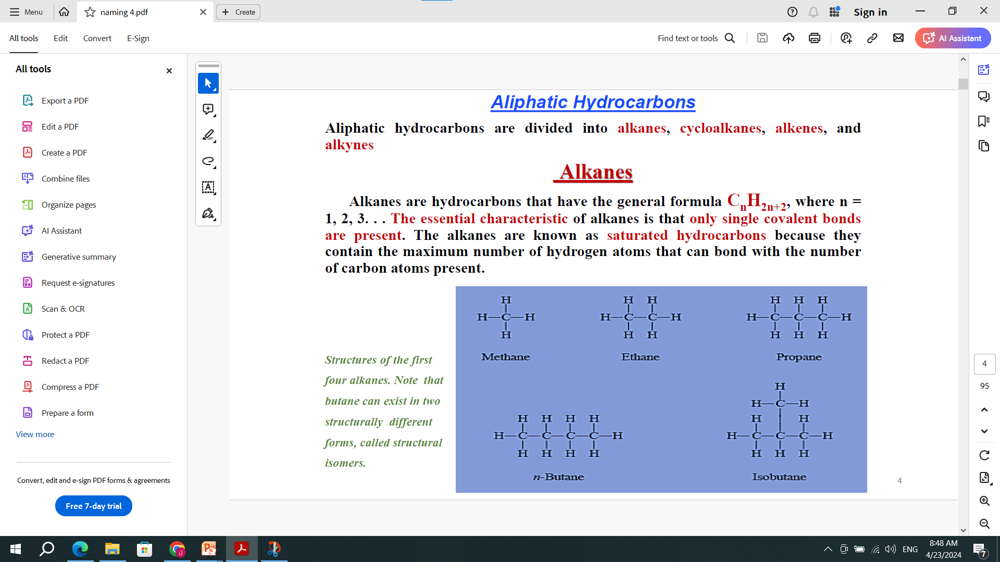 Menu
naming 4.pdf
Create
Sign in
All tools
Edit
Convert
E-Sign
Find text or tools
AI Assistant
All tools
Export a PDF
Edit a PDF
Create a PDF
Combine files
Organize pages
AI Assistant
Generative summary
Request e-signatures
Scan & OCR
Protect a PDF
Redact a PDF
Compress a PDF
Prepare a form
View more
Convert, edit and e-sign PDF forms & agreements
Free 7-day trial
Aliphatic Hydrocarbons
Aliphatic hydrocarbons are divided into alkanes, cycloalkanes, alkenes, and
alkynes
Alkanes
Alkanes are hydrocarbons that have the general formula CnH2n+2, where n =
1, 2, 3. . . The essential characteristic of alkanes is that only single covalent bonds
are present. The alkanes are known as saturated hydrocarbons because they
contain the maximum number of hydrogen atoms that can bond with the number
of carbon atoms present.
Structures of the first
four alkanes. Note that
butane can exist in two
structurally different
forms, called structural
isomers.
H H H H H H
H—C—H H—C—C—H H—C—C—C—H
H H H H H H
Methane Ethane Propane
H
H—C—H
H H H H H H
H—C—C—C—C—H H—C—C—C—H
H H H H H H H
n-Butane Isobutane
4
4
95
8:48 AM
ENG
4/23/2024
7